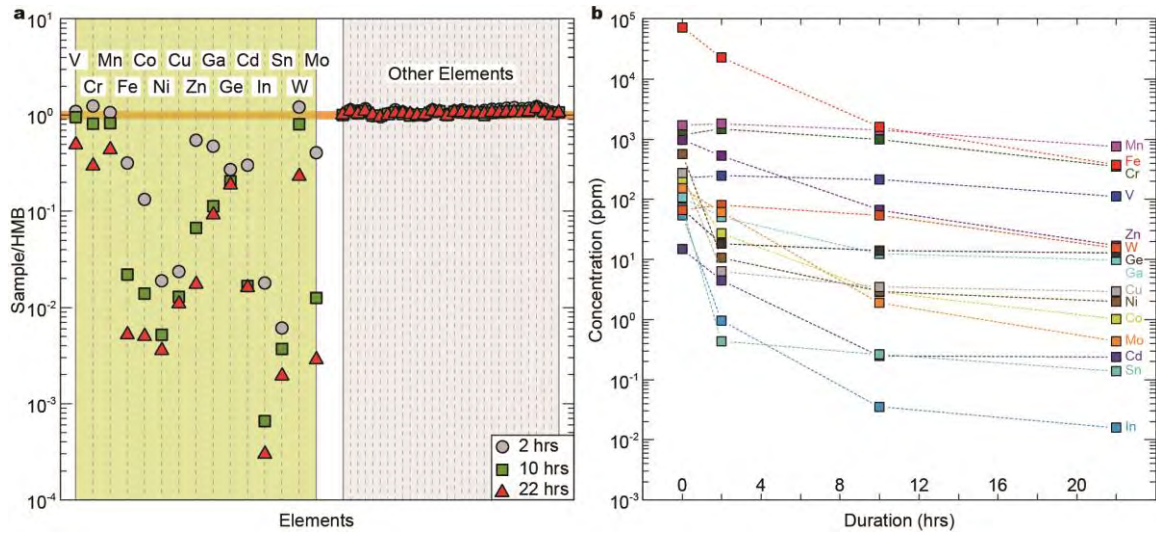 a
10^1
10^0
10^-1
10^-2
10^-3
10^-4
Sample/HMB
V Mn Co Cu Ga Cd Sn Mo
Cr Fe Ni Zn Ge In W
Other Elements
2 hrs
10 hrs
22 hrs
Elements
b
10^5
10^4
10^3
10^2
10^1
10^0
10^-1
10^-2
10^-3
Concentration (ppm)
Mn
Fe
Cr
V
Zn
W
Ge
Ga
Cu
Ni
Co
Mo
Cd
Sn
In
0 4 8 12 16 20
Duration (hrs)